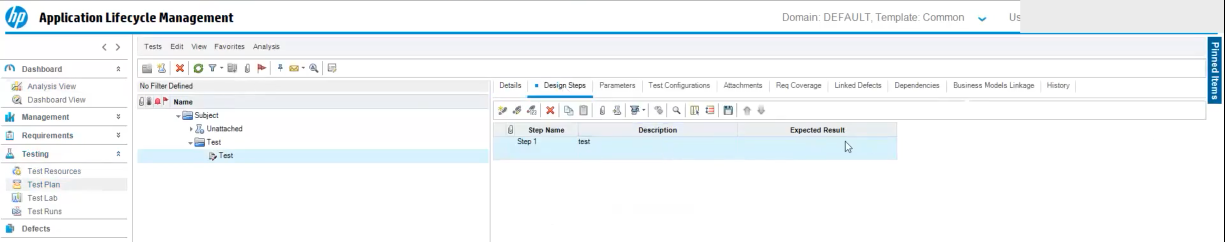 hp Application Lifecycle Management
Domain: DEFAULT, Template: Common
Us
Tests Edit View Favorites Analysis
Dashboard
Analysis View
Dashboard View
Management
Requirements
Testing
Test Resources
Test Plan
Test Lab
Test Runs
Defects
No Filter Defined
Name
Subject
Unattached
Test
Test
Details Design Steps Parameters Test Configurations Attachments Req Coverage Linked Defects Dependencies Business Models Linkage History
Step Name Description Expected Result
Step 1 test
Pinned Items